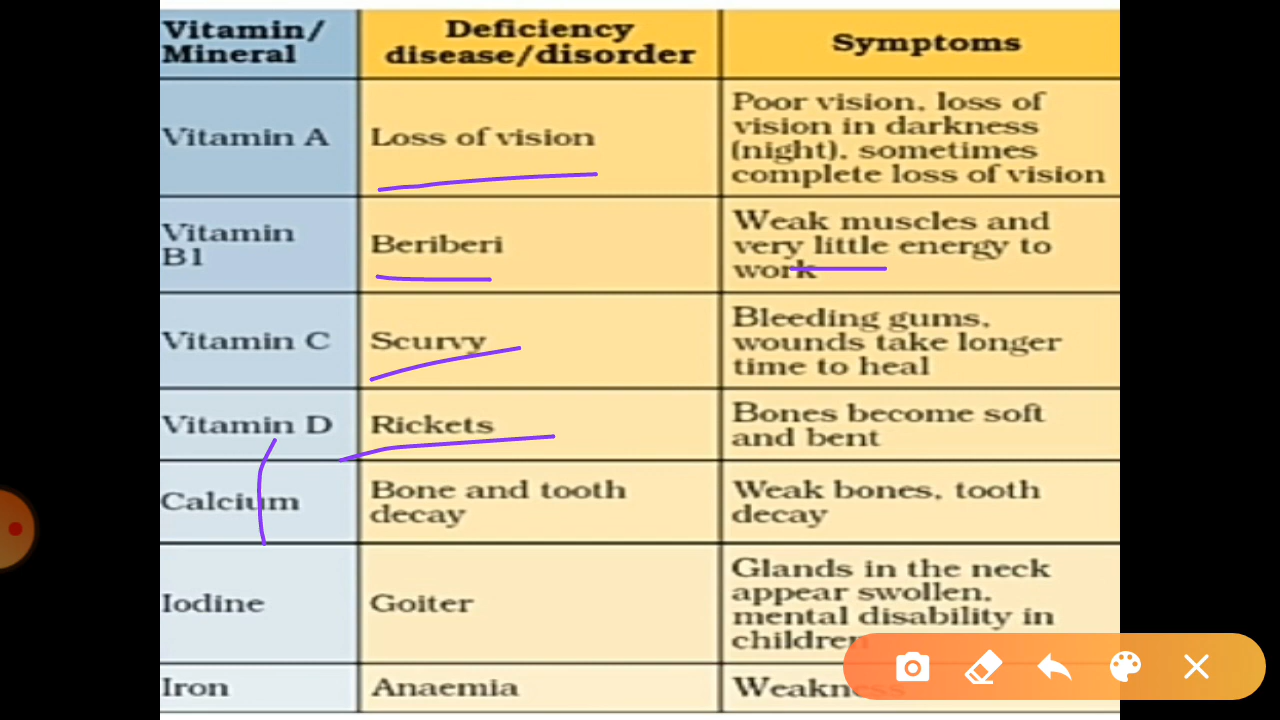 Vitamin/
Mineral
Deficiency
disease/disorder
Symptoms
Vitamin A
Loss of vision
Poor vision, loss of
vision in darkness
(night), sometimes
complete loss of vision
Vitamin
B1
Beriberi
Weak muscles and
very little energy to
work
Vitamin C
Scurvy
Bleeding gums,
wounds take longer
time to heal
Vitamin D
Rickets
Bones become soft
and bent
Calcium
Bone and tooth
decay
Weak bones, tooth
decay
Iodine
Goiter
Glands in the neck
appear swollen,
mental disability in
children
Iron
Anaemia
Weakness